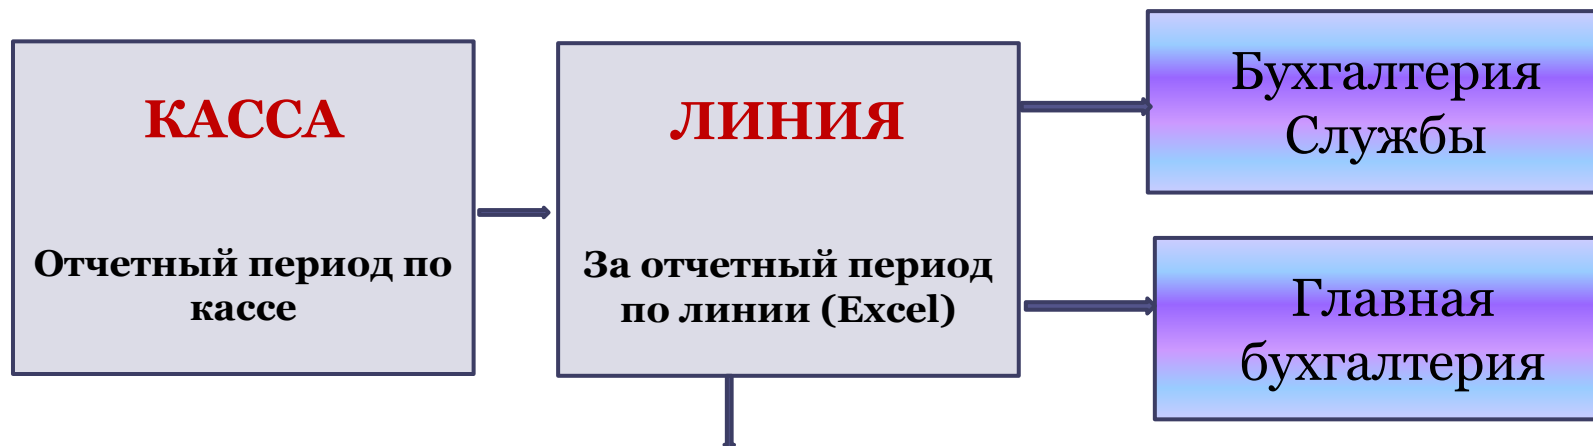 КАССА
Отчетный период по
кассе
ЛИНИЯ
За отчетный период
по линии (Excel)
Бухгалтерия
Службы
Главная
бухгалтерия